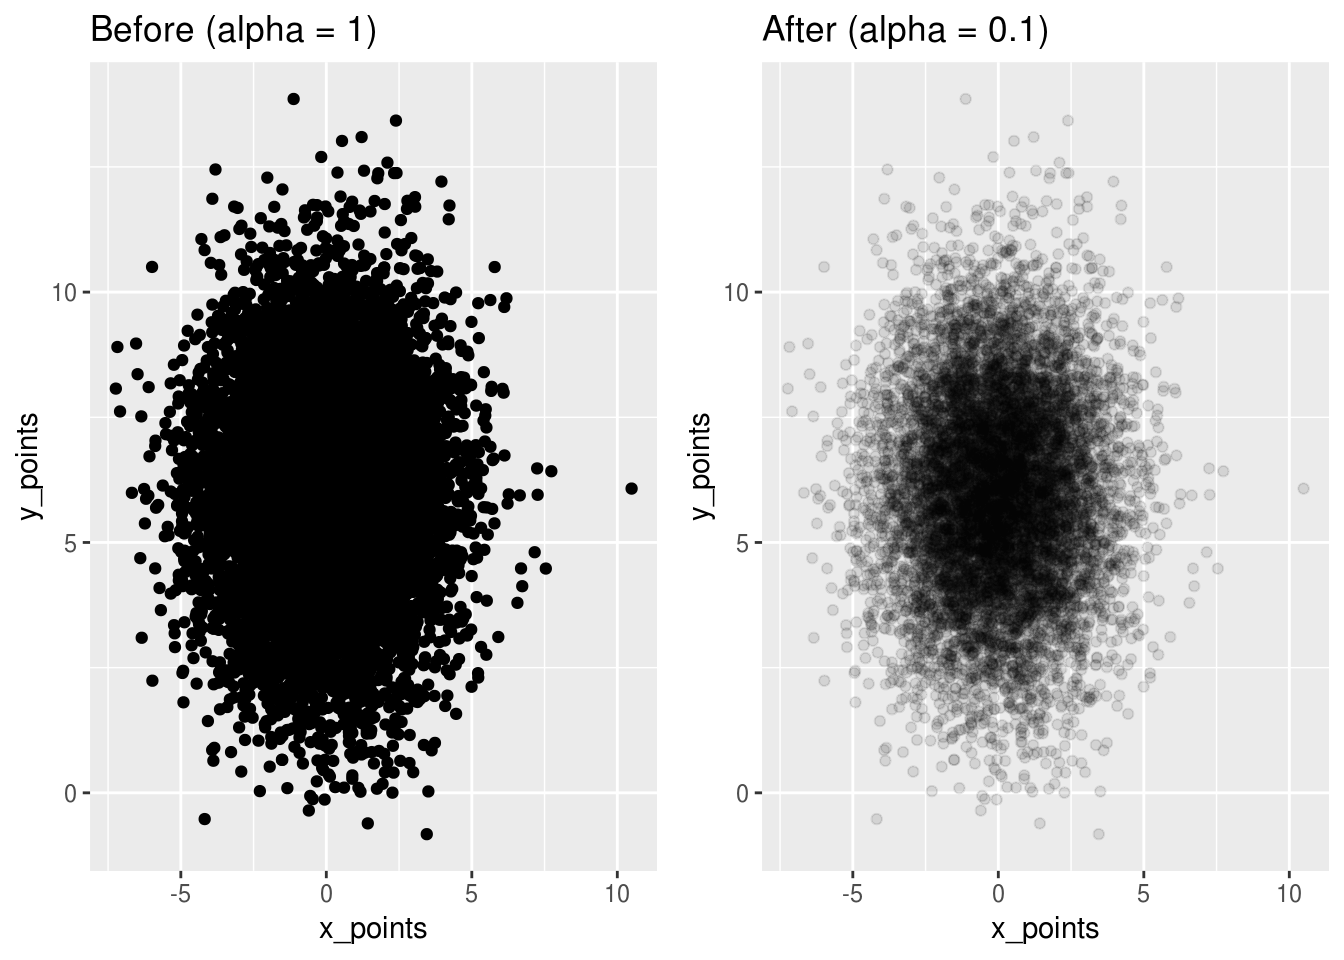 Before (alpha = 1)
y_points
10
5
0
-5 0 5 10
x_points
After (alpha = 0.1)
y_points
10
5
0
-5 0 5 10
x_points